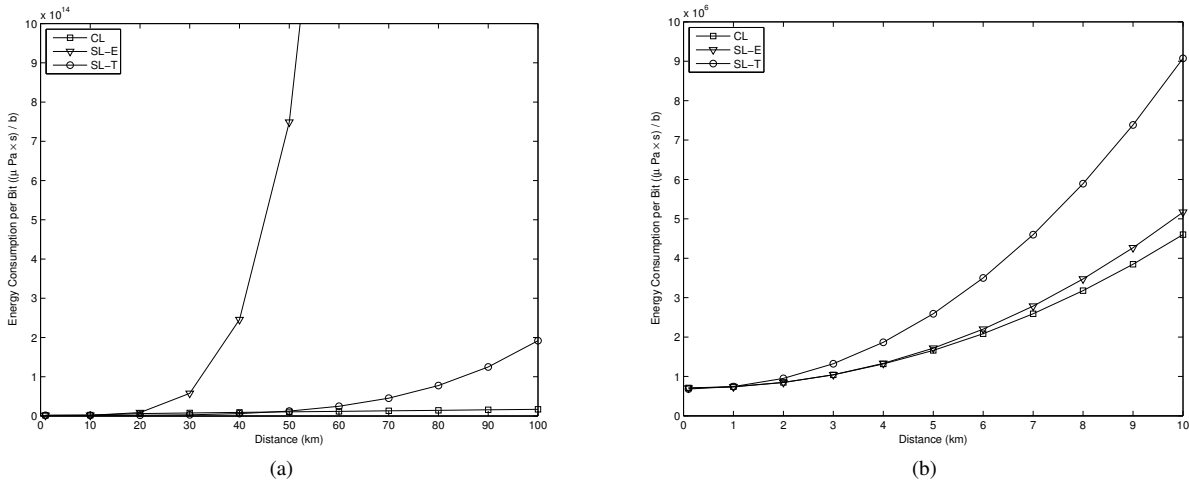 x 10^14
10
9
8
7
6
5
4
3
2
1
0
Energy Consumption per Bit ((μ Pa × s) / b)
CL
SL−E
SL−T
0 10 20 30 40 50 60 70 80 90 100
Distance (km)
(a)
x 10^6
10
9
8
7
6
5
4
3
2
1
0
Energy Consumption per Bit ((μ Pa × s) / b)
CL
SL−E
SL−T
0 1 2 3 4 5 6 7 8 9 10
Distance (km)
(b)